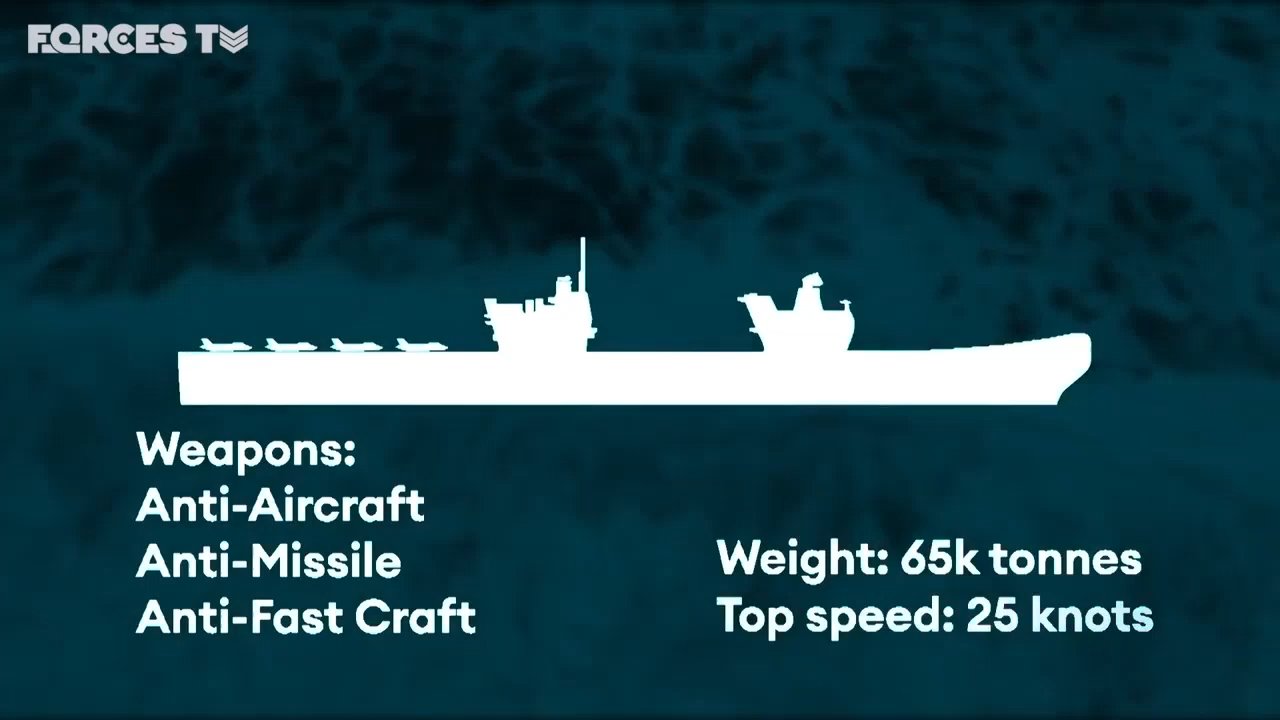 FORCES TV
Weapons:
Anti-Aircraft
Anti-Missile
Anti-Fast Craft
Weight: 65k tonnes
Top speed: 25 knots